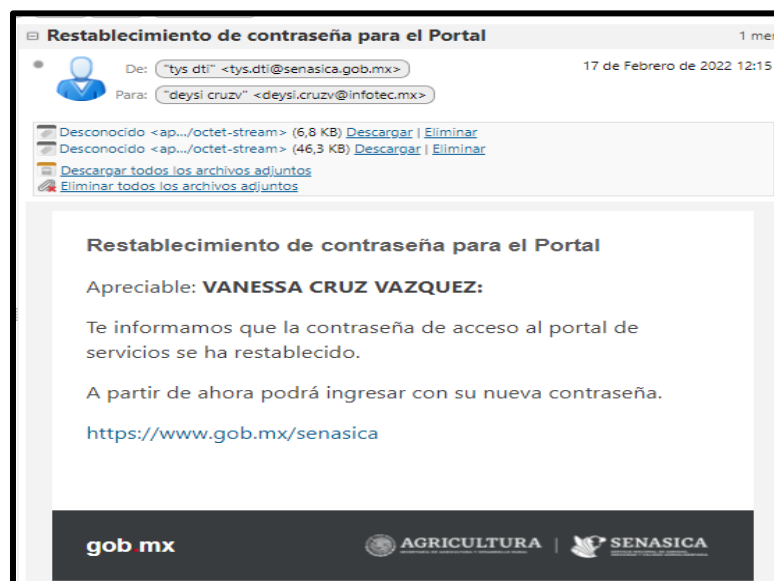 Restablecimiento de contraseña para el Portal
1 mer
De: "tys dti" <tys.dti@senasica.gob.mx>
17 de Febrero de 2022 12:15
Para: "deysi cruzv" <deysi.cruzv@infotec.mx>
Desconocido <ap.../octet-stream> (6,8 KB) Descargar | Eliminar
Desconocido <ap.../octet-stream> (46,3 KB) Descargar | Eliminar
Descargar todos los archivos adjuntos
Eliminar todos los archivos adjuntos
Restablecimiento de contraseña para el Portal
Apreciable: VANESSA CRUZ VAZQUEZ:
Te informamos que la contraseña de acceso al portal de
servicios se ha restablecido.
A partir de ahora podrá ingresar con su nueva contraseña.
https://www.gob.mx/senasica
gob.mx
AGRICULTURA | SENASICA